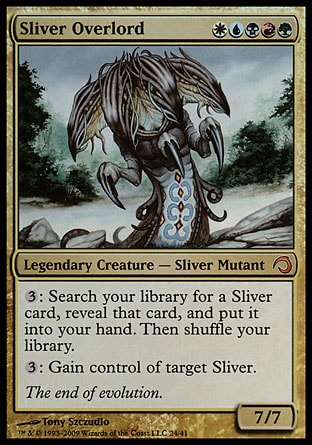 Sliver Overlord
Legendary Creature — Sliver Mutant
3: Search your library for a Sliver
card, reveal that card, and put it
into your hand. Then shuffle your
library.
3: Gain control of target Sliver.
The end of evolution.
Tony Szczudlo
™ & © 1993–2009 Wizards of the Coast LLC 24/41
7/7